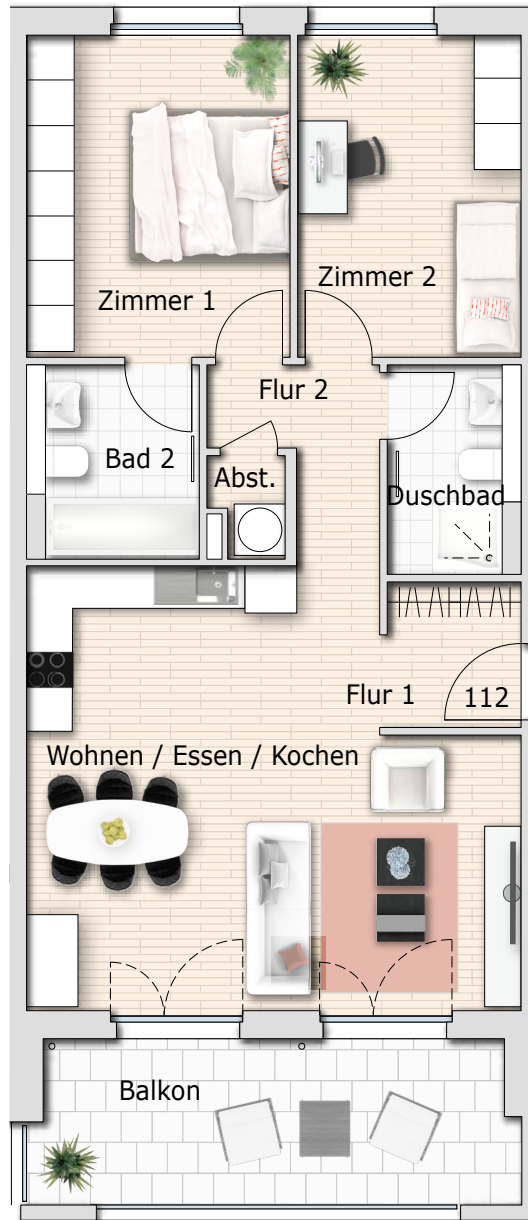 Zimmer 1
Zimmer 2
Flur 2
Bad 2
Abst.
Duschbad
Flur 1
112
Wohnen / Essen / Kochen
Balkon